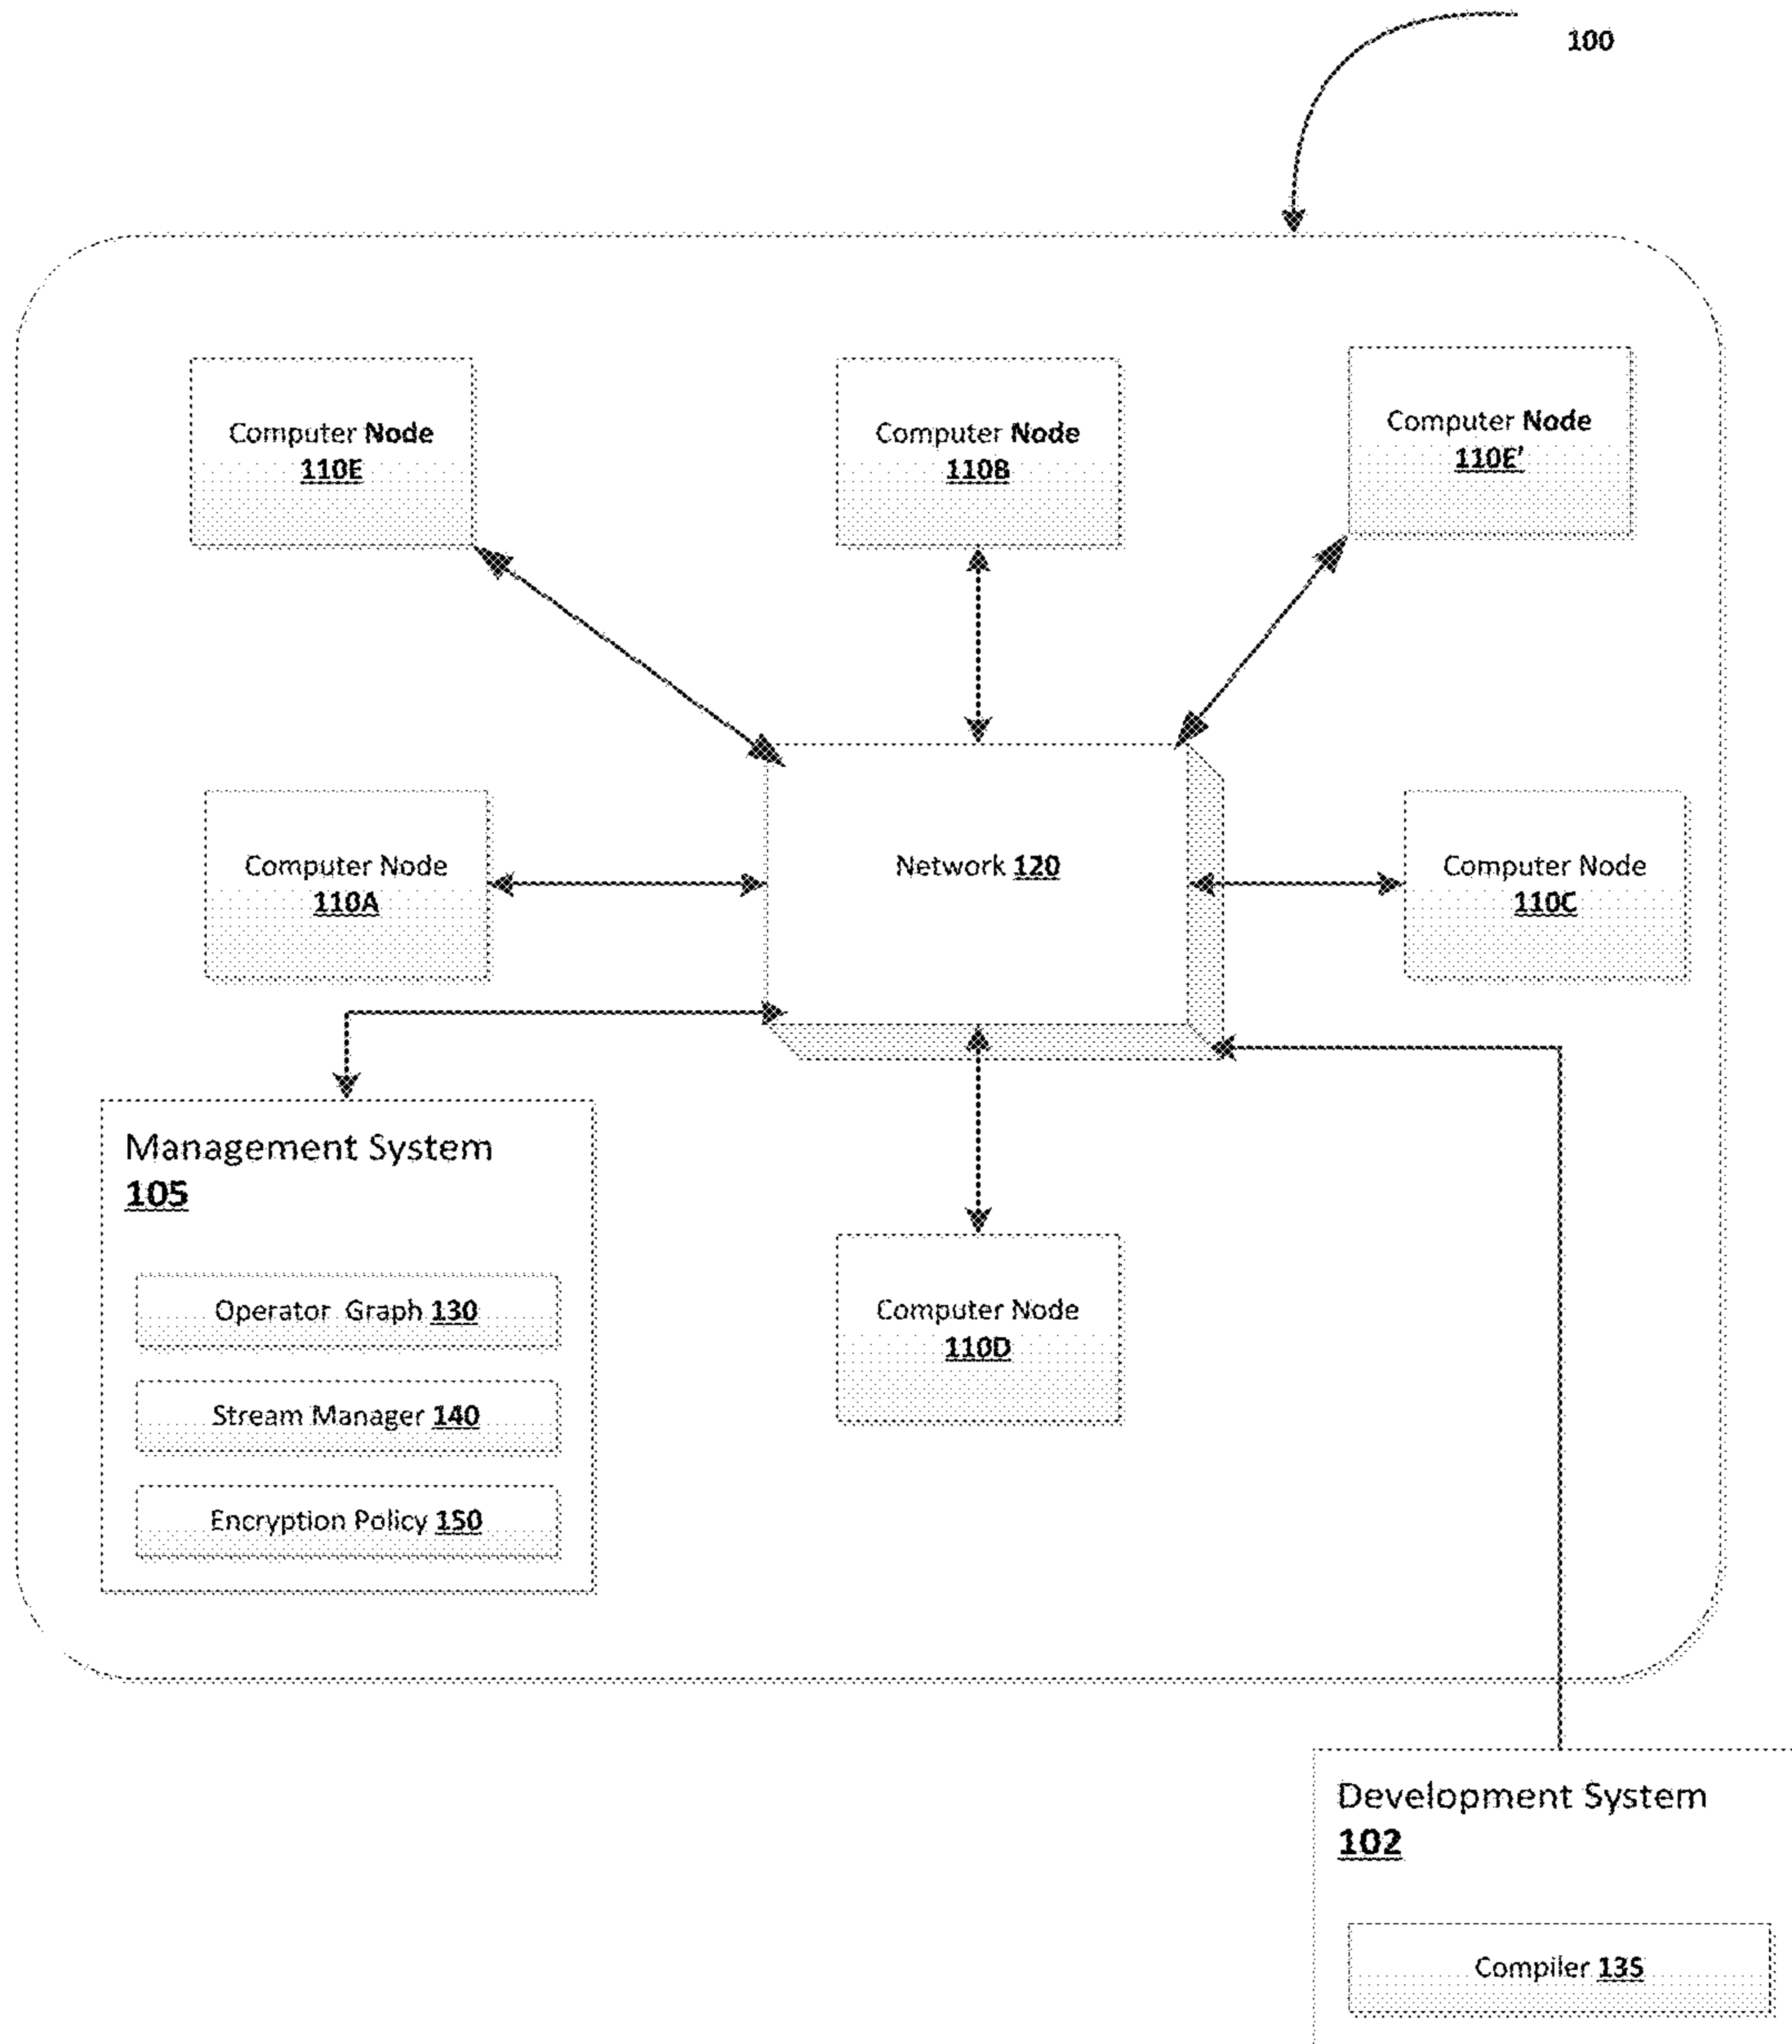 100
Computer Node
110E
Computer Node
110B
Computer Node
110E'
Computer Node
110A
Network 120
Computer Node
110C
Management System
105
Operator Graph 130
Stream Manager 140
Encryption Policy 150
Computer Node
110D
Development System
102
Compiler 135